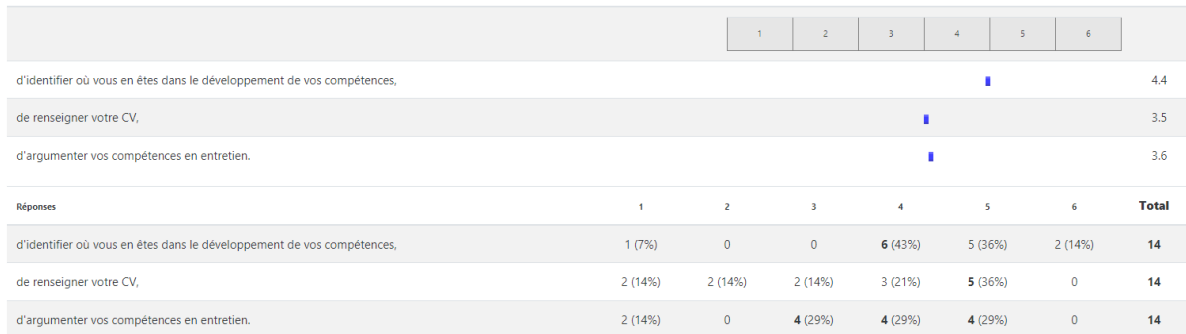 1 2 3 4 5 6
d'identifier où vous en êtes dans le développement de vos compétences, 4.4
de renseigner votre CV, 3.5
d'argumenter vos compétences en entretien. 3.6
Réponses 1 2 3 4 5 6 Total
d'identifier où vous en êtes dans le développement de vos compétences, 1 (7%) 0 0 6 (43%) 5 (36%) 2 (14%) 14
de renseigner votre CV, 2 (14%) 2 (14%) 2 (14%) 3 (21%) 5 (36%) 0 14
d'argumenter vos compétences en entretien. 2 (14%) 0 4 (29%) 4 (29%) 4 (29%) 0 14